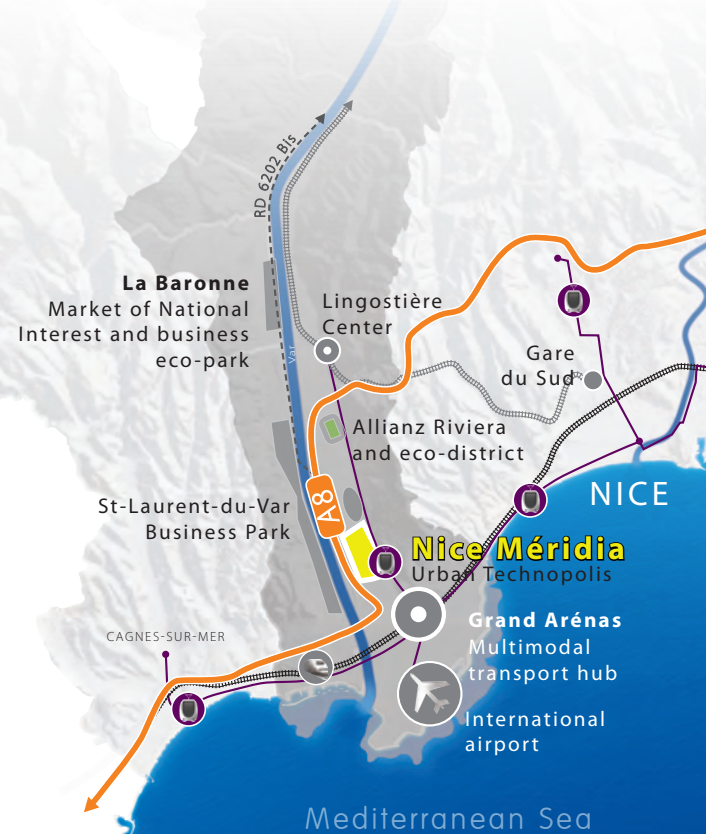 RD 6202 Bis
La Baronne
Market of National
Interest and business
eco-park
Lingostière
Center
Var
Gare
du Sud
Allianz Riviera
and eco-district
A8
St-Laurent-du-Var
Business Park
NICE
Nice Méridia
Urban Technopolis
Grand Arénas
Multimodal
transport hub
CAGNES-SUR-MER
International
airport
Mediterranean Sea